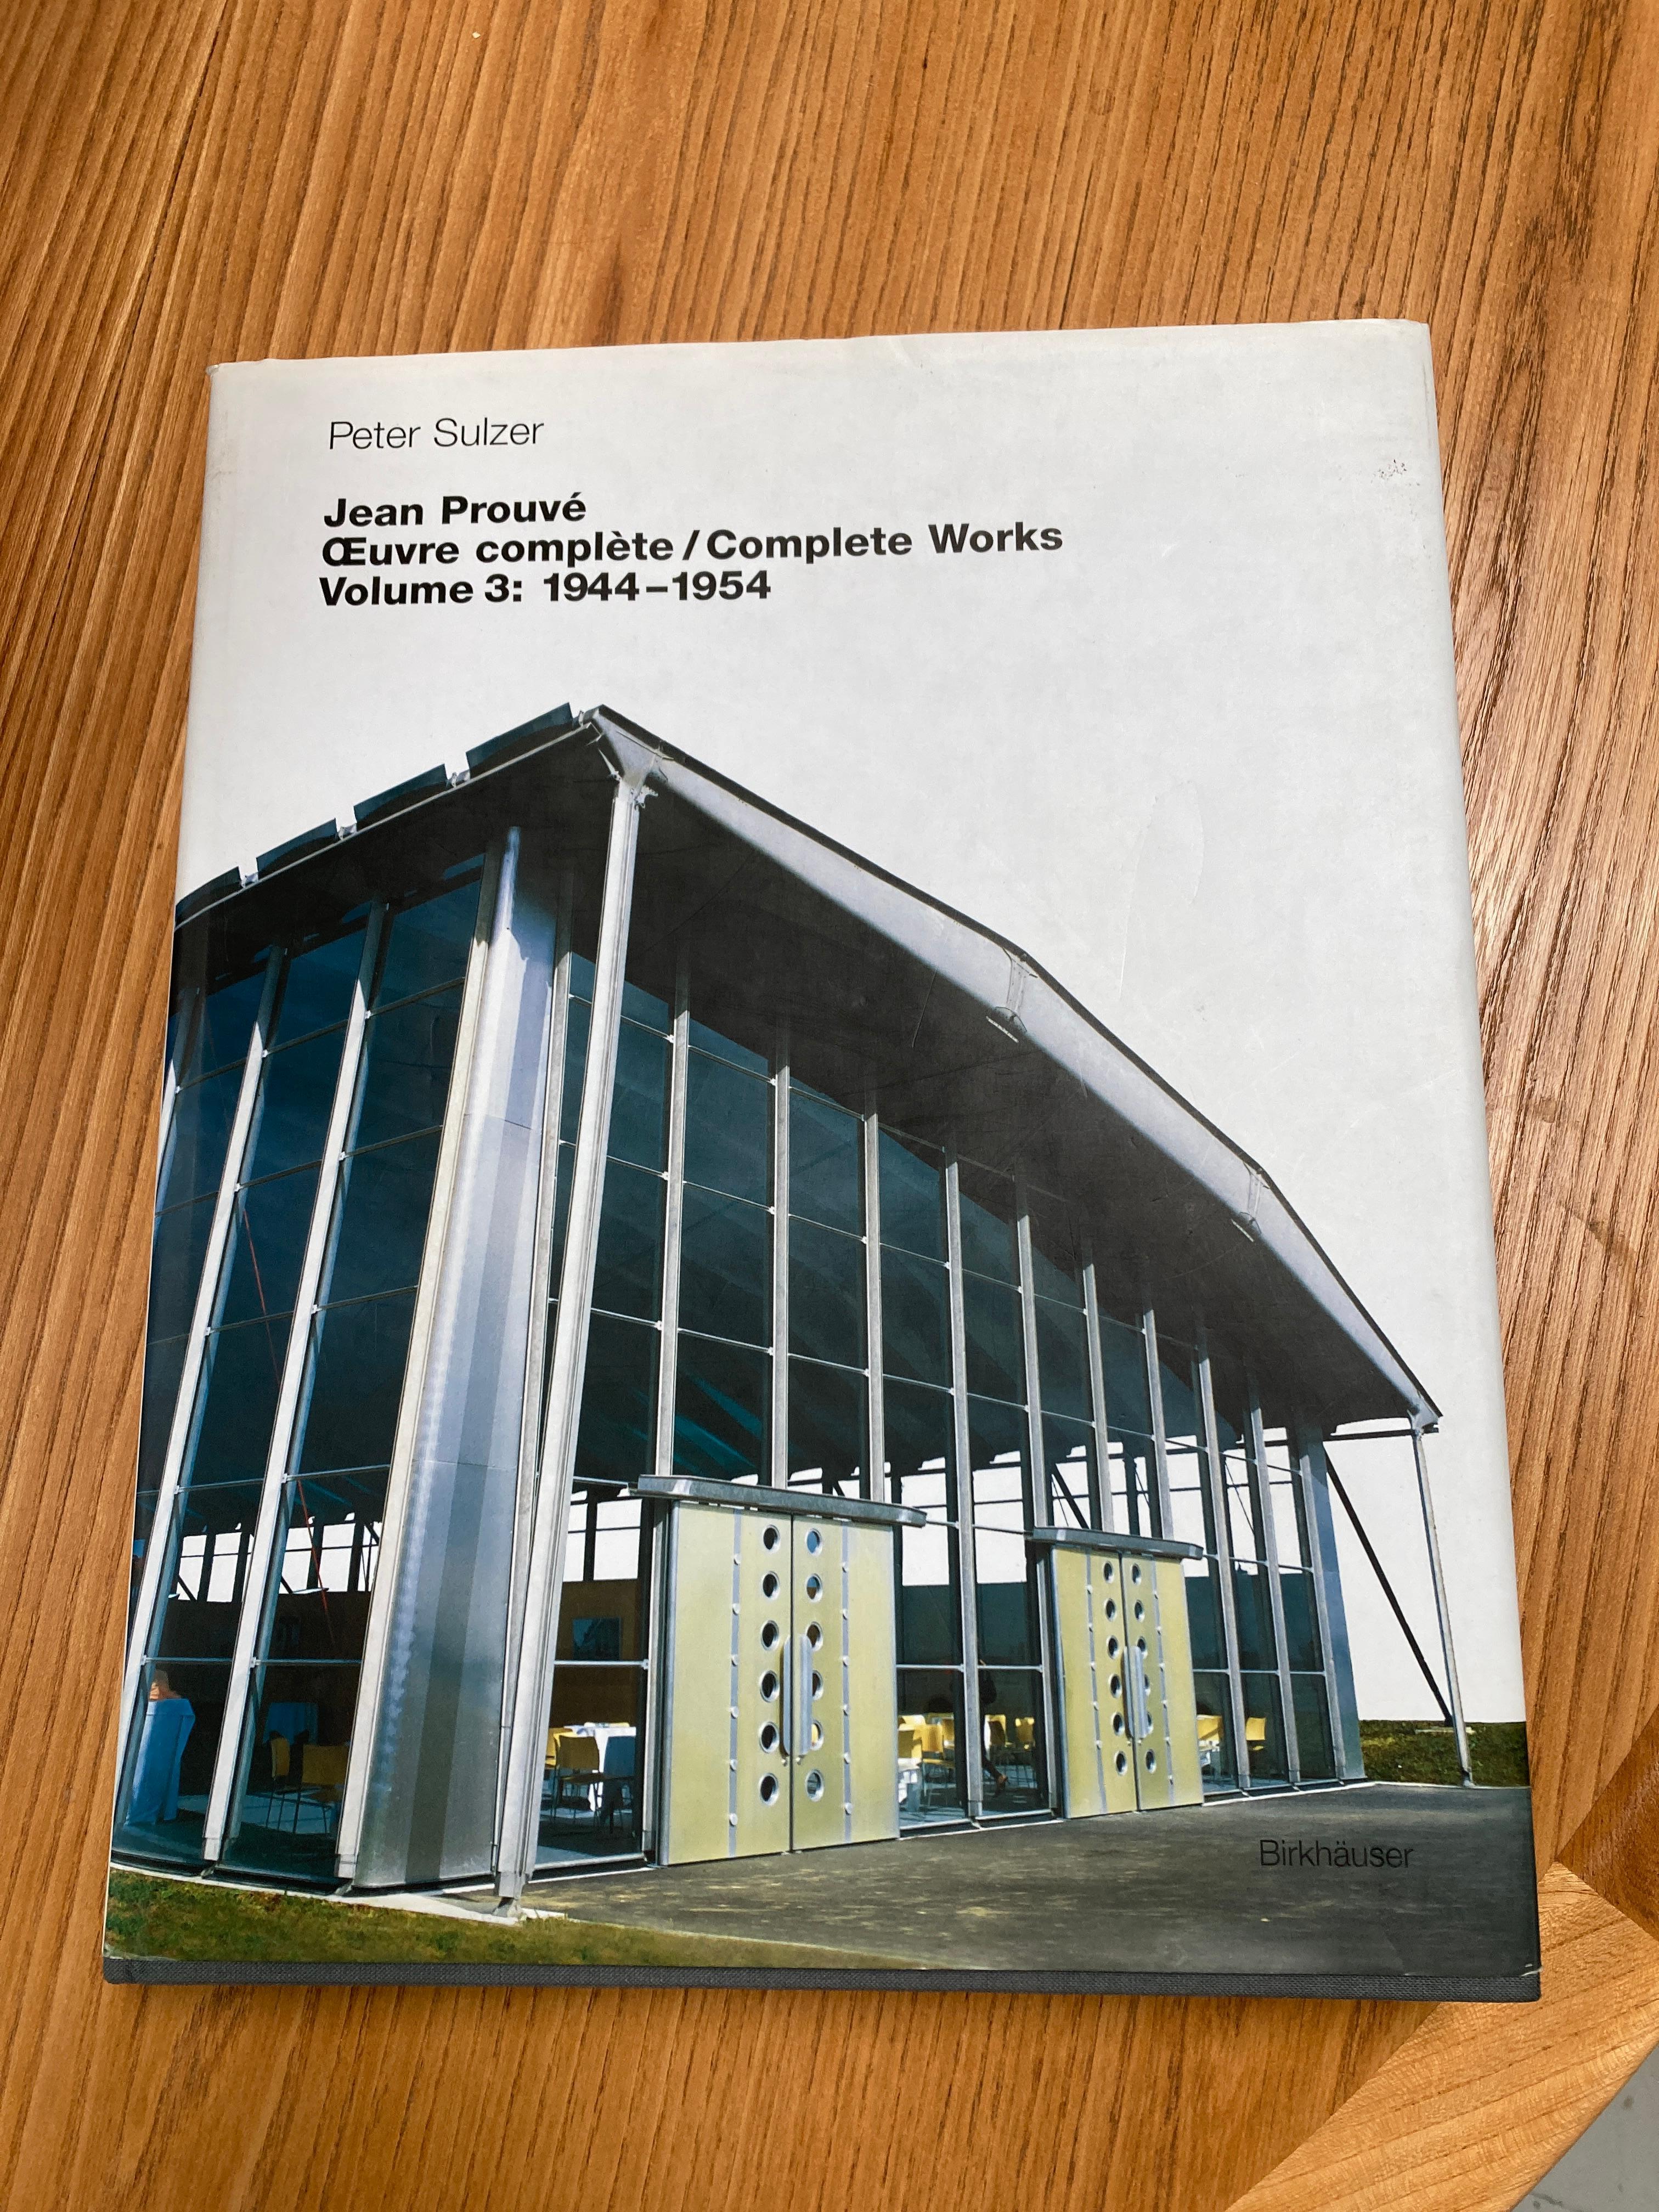 Peter Sulzer
Jean Prouvé
Œuvre complète / Complete Works
Volume 3: 1944–1954
Birkhäuser